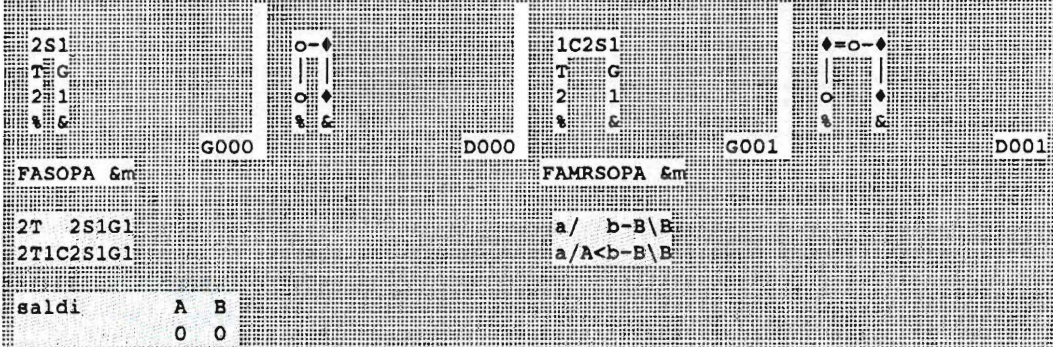 2S1 o-♦ 1C2S1 ♦=o-♦
T G | | T G | |
2 1 o ♦ 2 1 o ♦
% & % & % & % &
G000 D000 G001 D001
FASOPA &m FAMRSOPA &m
2T 2S1G1 a/ b-B\B
2T1C2S1G1 a/A<b-B\B
saldi A B
0 0